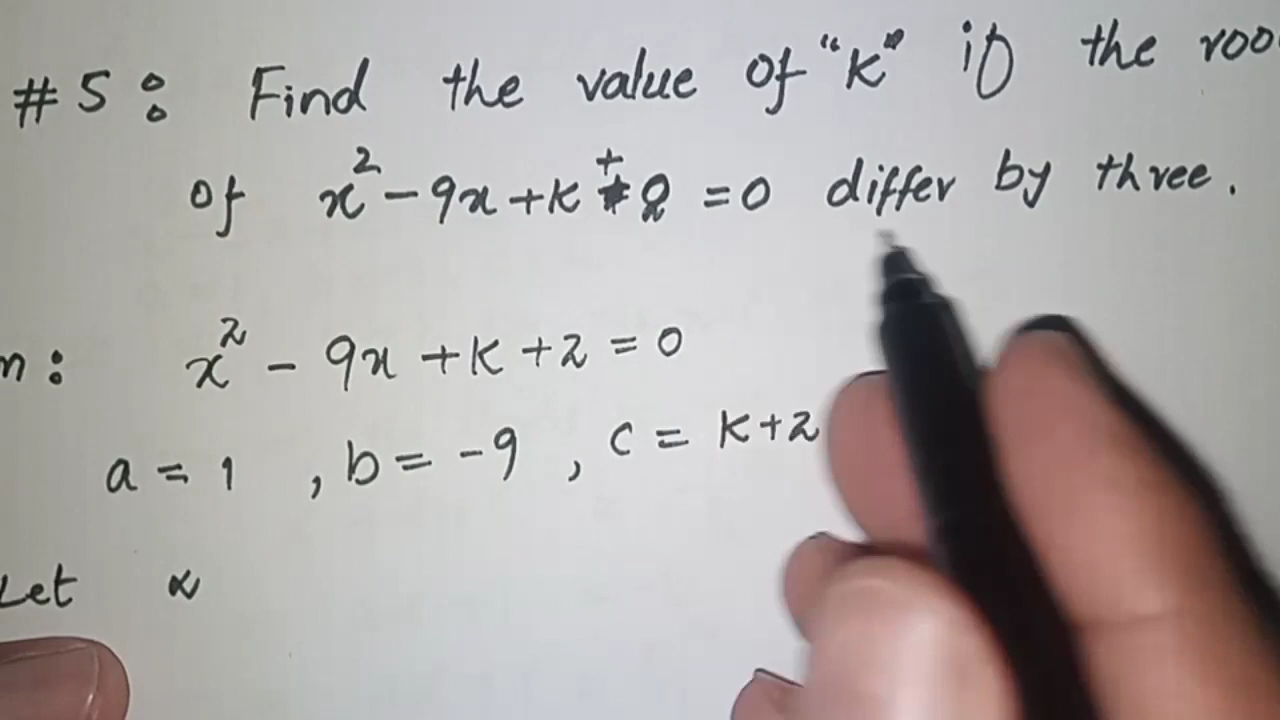 #5: Find the value of "K" if the roo
of x² - 9x + K + 2 = 0 differ by three.
n: x² - 9x + K + 2 = 0
a = 1 , b = -9 , c = K + 2
Let α